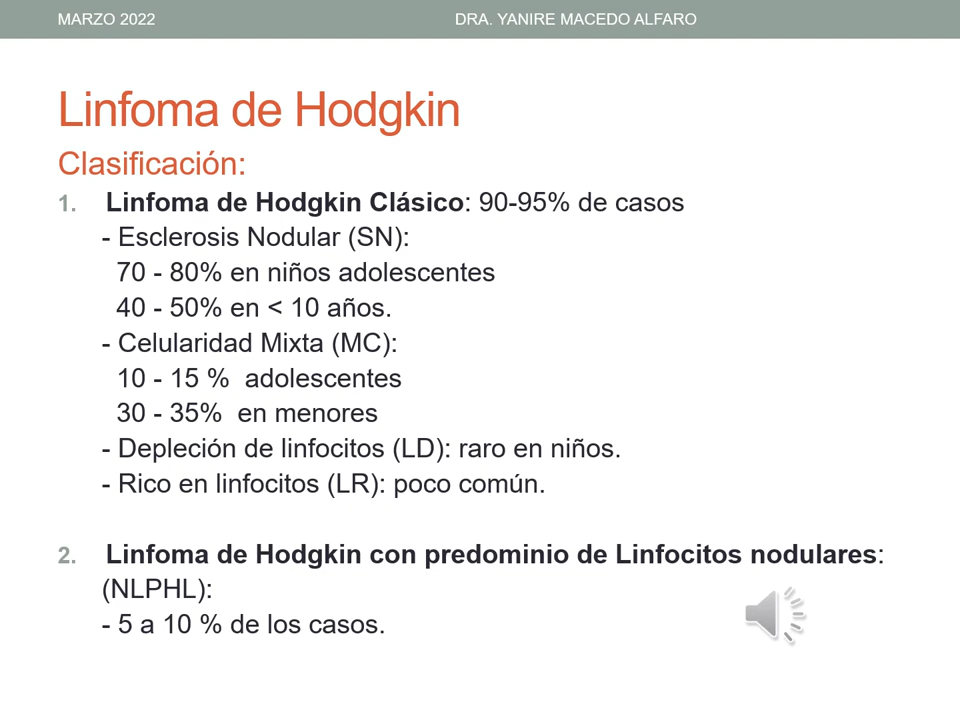 MARZO 2022 DRA. YANIRE MACEDO ALFARO
Linfoma de Hodgkin
Clasificación:
1. Linfoma de Hodgkin Clásico: 90-95% de casos
- Esclerosis Nodular (SN):
70 - 80% en niños adolescentes
40 - 50% en < 10 años.
- Celularidad Mixta (MC):
10 - 15 % adolescentes
30 - 35% en menores
- Depleción de linfocitos (LD): raro en niños.
- Rico en linfocitos (LR): poco común.
2. Linfoma de Hodgkin con predominio de Linfocitos nodulares:
(NLPHL):
- 5 a 10 % de los casos.